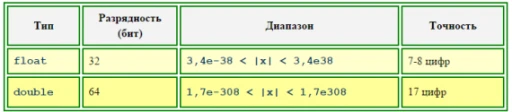 Тип
Разрядность
(бит)
Диапазон
Точность
float
32
3,4e-38 < |x| < 3,4e38
7-8 цифр
double
64
1,7e-308 < |x| < 1,7e308
17 цифр